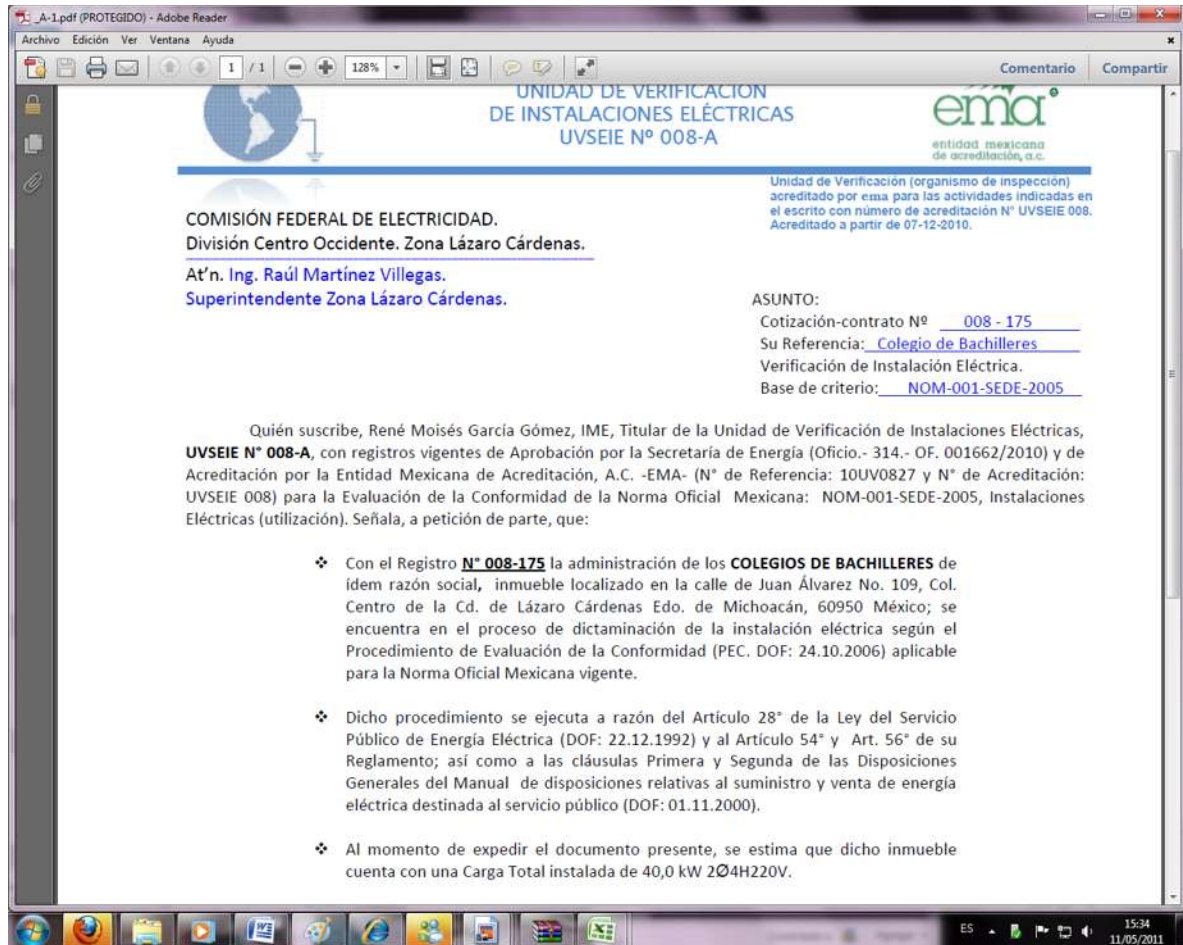 _A-1.pdf (PROTEGIDO) - Adobe Reader
Archivo Edición Ver Ventana Ayuda
1 / 1 128% Comentario Compartir
UNIDAD DE VERIFICACIÓN
DE INSTALACIONES ELÉCTRICAS
UVSEIE Nº 008-A
ema
entidad mexicana
de acreditación, a.c.
Unidad de Verificación (organismo de inspección)
acreditado por ema para las actividades indicadas en
el escrito con número de acreditación N° UVSEIE 008.
Acreditado a partir de 07-12-2010.
COMISIÓN FEDERAL DE ELECTRICIDAD.
División Centro Occidente. Zona Lázaro Cárdenas.
At’n. Ing. Raúl Martínez Villegas.
Superintendente Zona Lázaro Cárdenas.
ASUNTO:
Cotización-contrato Nº 008 - 175
Su Referencia: Colegio de Bachilleres
Verificación de Instalación Eléctrica.
Base de criterio: NOM-001-SEDE-2005
Quién suscribe, René Moisés García Gómez, IME, Titular de la Unidad de Verificación de Instalaciones Eléctricas,
UVSEIE N° 008-A, con registros vigentes de Aprobación por la Secretaría de Energía (Oficio.- 314.- OF. 001662/2010) y de
Acreditación por la Entidad Mexicana de Acreditación, A.C. -EMA- (N° de Referencia: 10UV0827 y N° de Acreditación:
UVSEIE 008) para la Evaluación de la Conformidad de la Norma Oficial Mexicana: NOM-001-SEDE-2005, Instalaciones
Eléctricas (utilización). Señala, a petición de parte, que:
❖ Con el Registro N° 008-175 la administración de los COLEGIOS DE BACHILLERES de
ídem razón social, inmueble localizado en la calle de Juan Álvarez No. 109, Col.
Centro de la Cd. de Lázaro Cárdenas Edo. de Michoacán, 60950 México; se
encuentra en el proceso de dictaminación de la instalación eléctrica según el
Procedimiento de Evaluación de la Conformidad (PEC. DOF: 24.10.2006) aplicable
para la Norma Oficial Mexicana vigente.
❖ Dicho procedimiento se ejecuta a razón del Artículo 28° de la Ley del Servicio
Público de Energía Eléctrica (DOF: 22.12.1992) y al Artículo 54° y Art. 56° de su
Reglamento; así como a las cláusulas Primera y Segunda de las Disposiciones
Generales del Manual de disposiciones relativas al suministro y venta de energía
eléctrica destinada al servicio público (DOF: 01.11.2000).
❖ Al momento de expedir el documento presente, se estima que dicho inmueble
cuenta con una Carga Total instalada de 40,0 kW 2Ø4H220V.
ES 15:34
11/05/2011